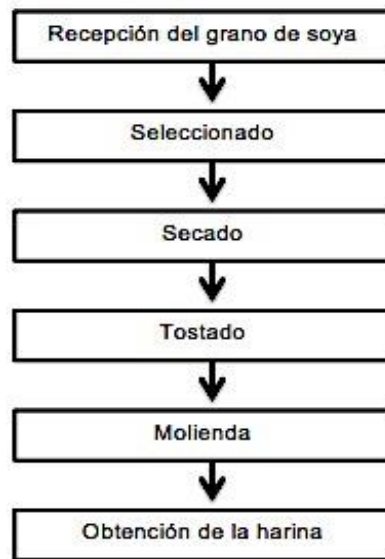 Recepción del grano de soya
Seleccionado
Secado
Tostado
Molienda
Obtención de la harina